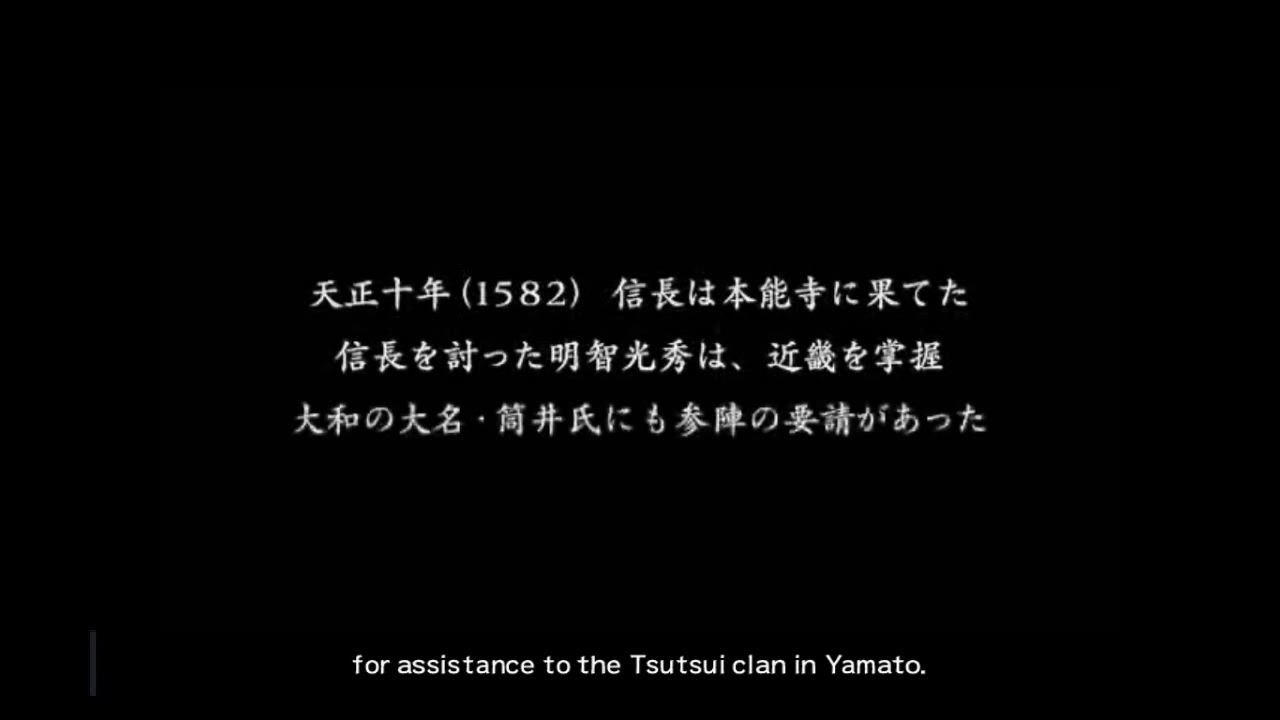 天正十年(1582) 信長は本能寺に果てた
信長を討った明智光秀は、近畿を掌握
大和の大名・筒井氏にも参陣の要請があった
for assistance to the Tsutsui clan in Yamato.